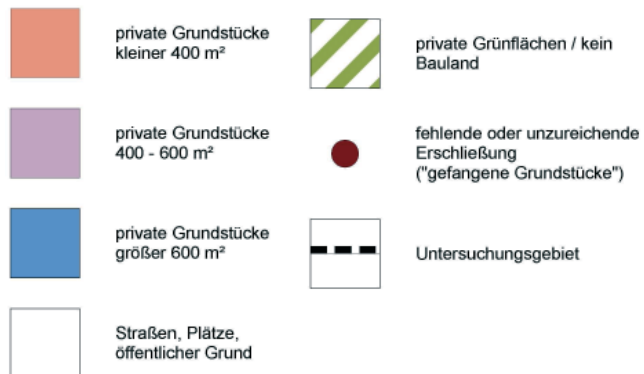 private Grundstücke
kleiner 400 m²
private Grundstücke
400 - 600 m²
private Grundstücke
größer 600 m²
Straßen, Plätze,
öffentlicher Grund
private Grünflächen / kein
Bauland
fehlende oder unzureichende
Erschließung
("gefangene Grundstücke")
Untersuchungsgebiet